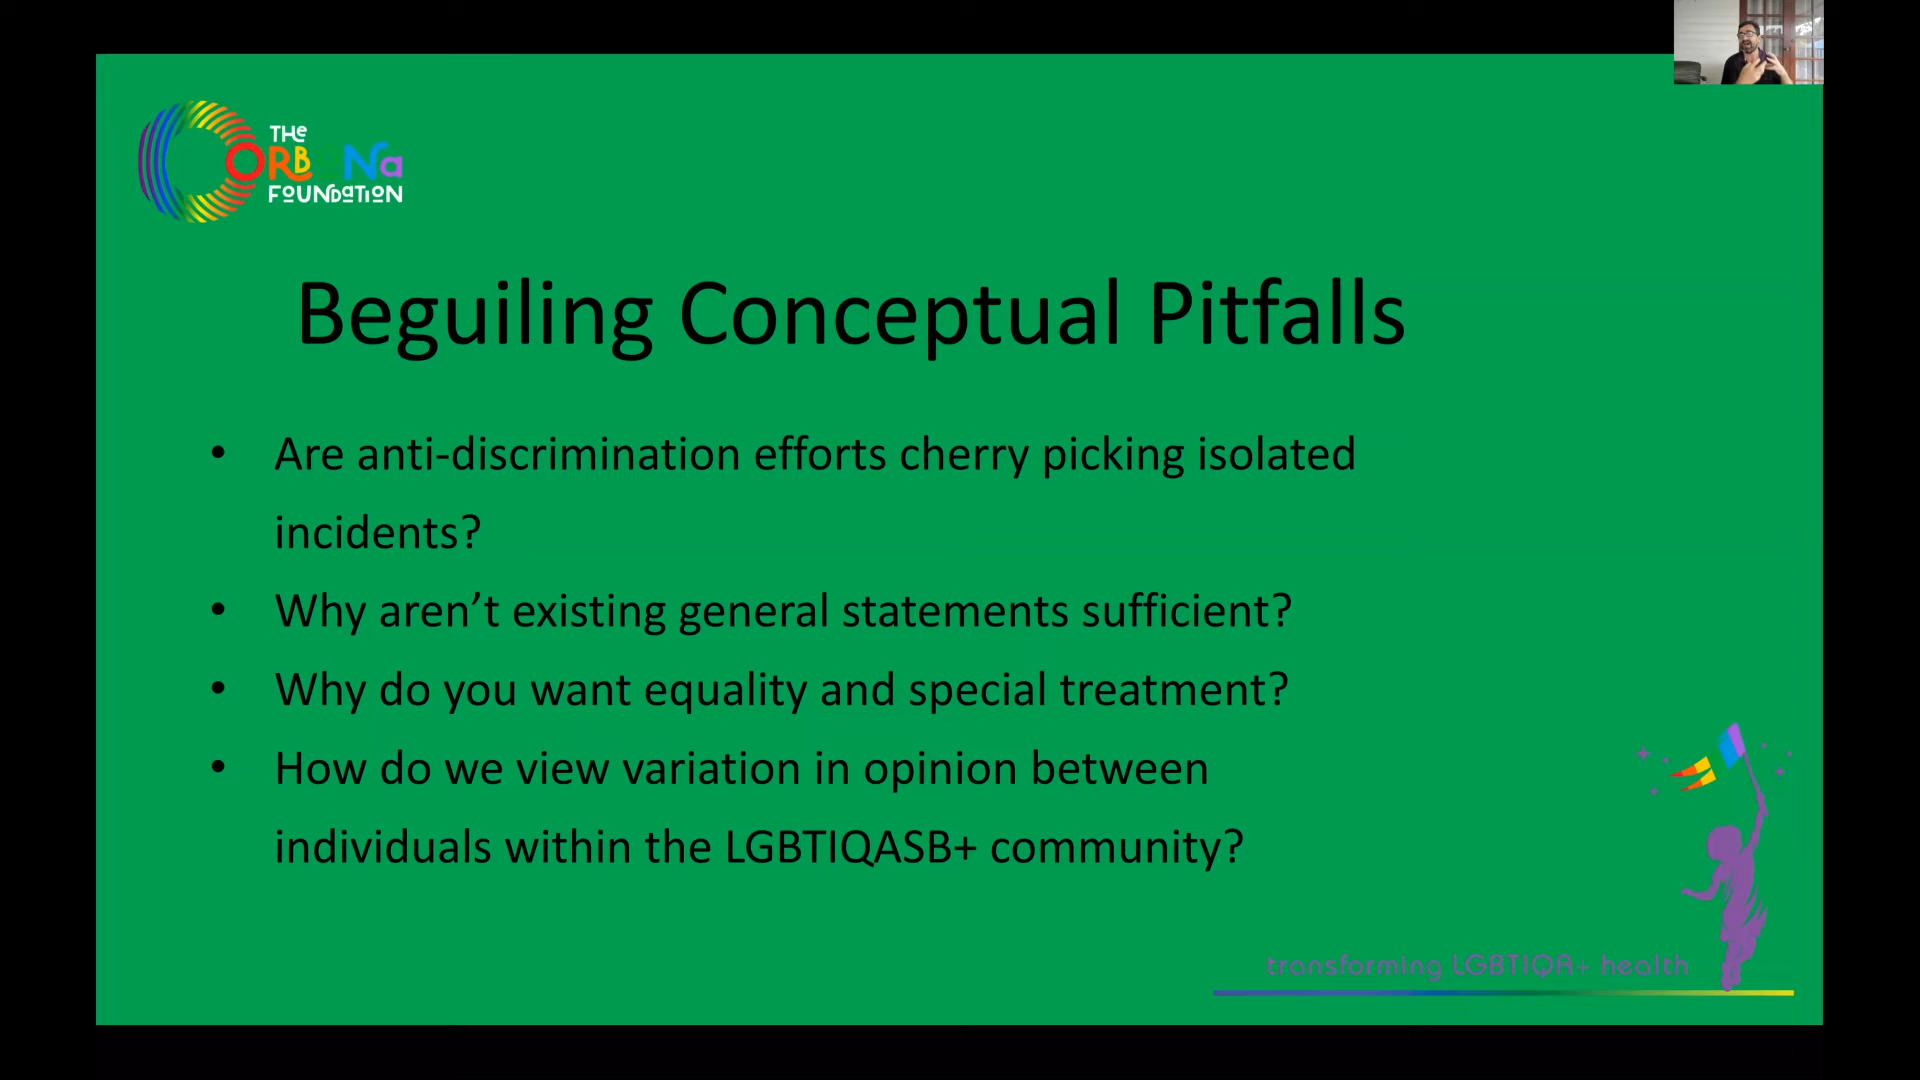 THe
ORBeNa
FOUNDaTION
Beguiling Conceptual Pitfalls
• Are anti-discrimination efforts cherry picking isolated
incidents?
• Why aren’t existing general statements sufficient?
• Why do you want equality and special treatment?
• How do we view variation in opinion between
individuals within the LGBTIQASB+ community?
transforming LGBTIQA+ health